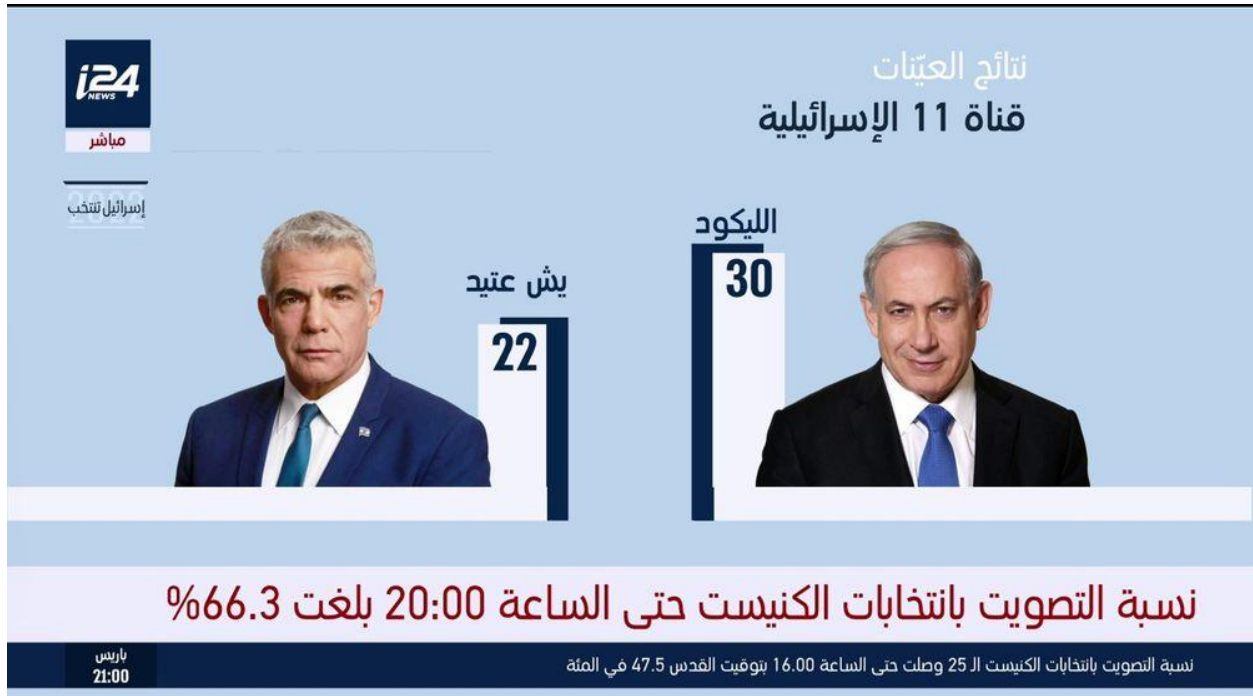 نتائج العيّنات
قناة 11 الإسرائيلية
i24
NEWS
مباشر
2022
إسرائيل تنتخب
الليكود
30
يش عتيد
22
نسبة التصويت بانتخابات الكنيست حتى الساعة 20:00 بلغت 66.3%
نسبة التصويت بانتخابات الكنيست الـ 25 وصلت حتى الساعة 16.00 بتوقيت القدس 47.5 في المئة
باريس
21:00